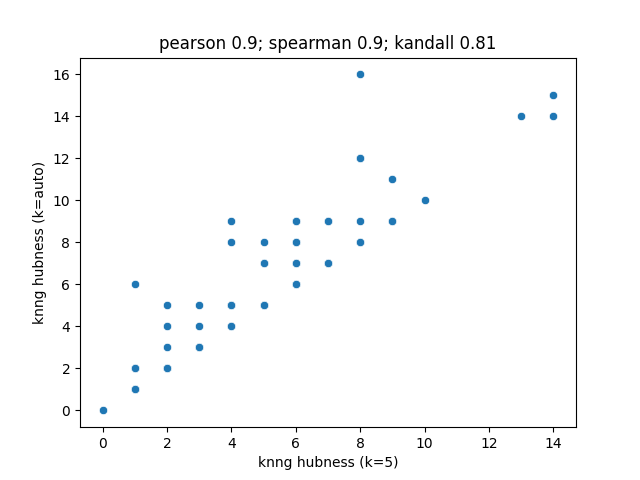 pearson 0.9; spearman 0.9; kandall 0.81
16
14
12
10
8
6
4
2
0
knng hubness (k=auto)
0 2 4 6 8 10 12 14
knng hubness (k=5)